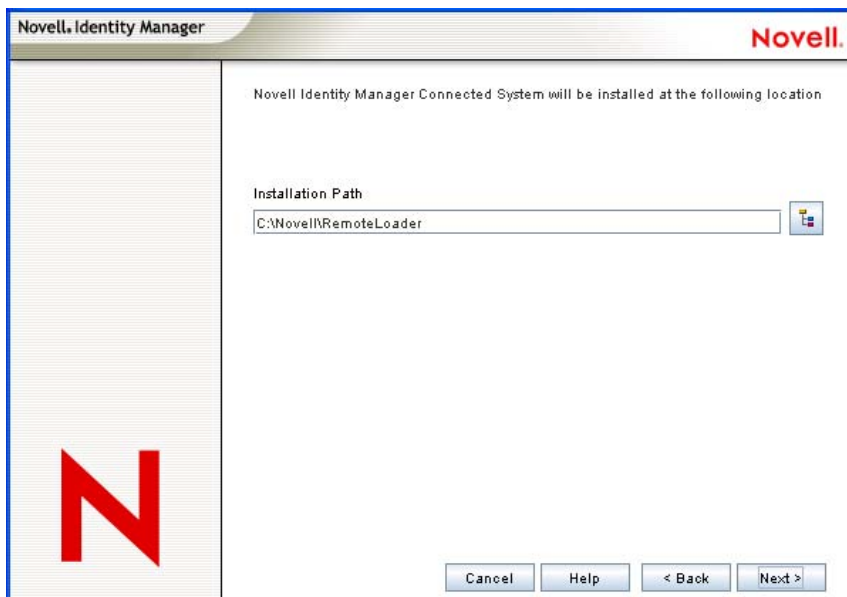 Novell. Identity Manager
Novell.
Novell Identity Manager Connected System will be installed at the following location
Installation Path
C:\Novell\RemoteLoader
N
Cancel Help < Back Next >